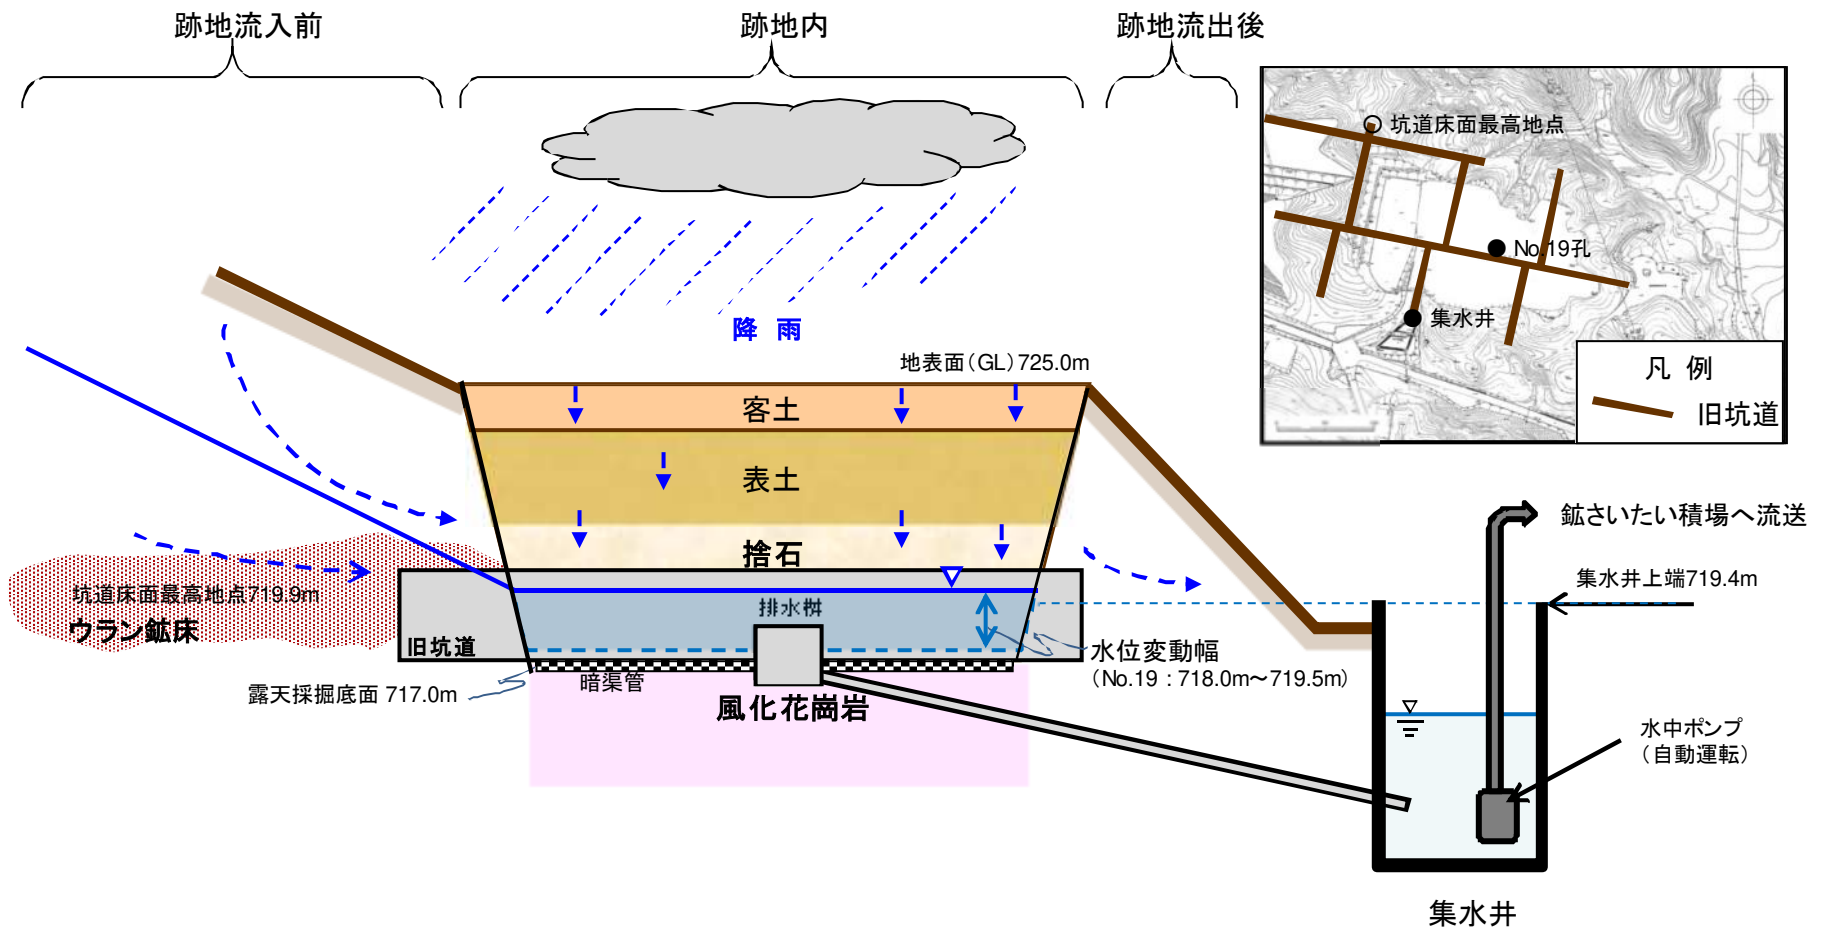 跡地流入前
跡地内
跡地流出後
坑道床面最高地点
No.19孔
集水井
凡 例
旧坑道
降 雨
地表面（GL）725.0m
客土
表土
捨石
鉱さいたい積場へ流送
集水井上端719.4m
坑道床面最高地点719.9m
ウラン鉱床
排水桝
旧坑道
水位変動幅
（No.19：718.0m～719.5m）
露天採掘底面 717.0m
暗渠管
風化花崗岩
水中ポンプ
（自動運転）
集水井